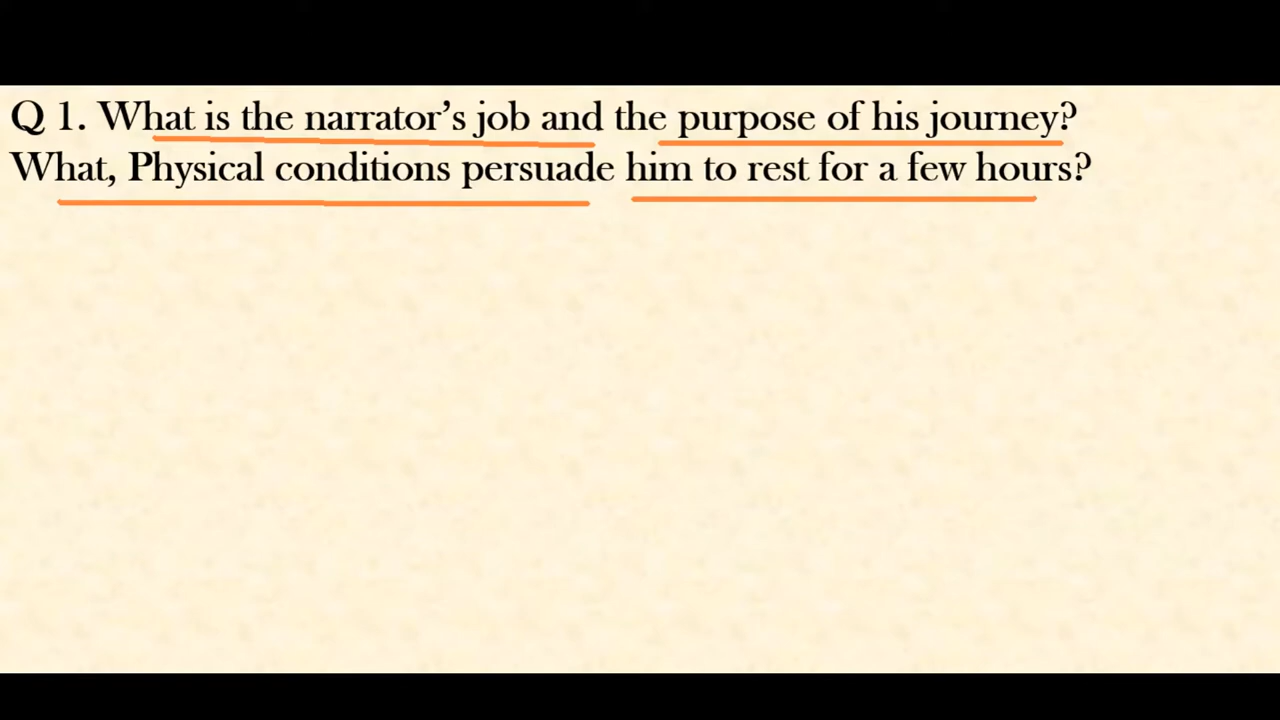 Q 1. What is the narrator’s job and the purpose of his journey?
What, Physical conditions persuade him to rest for a few hours?